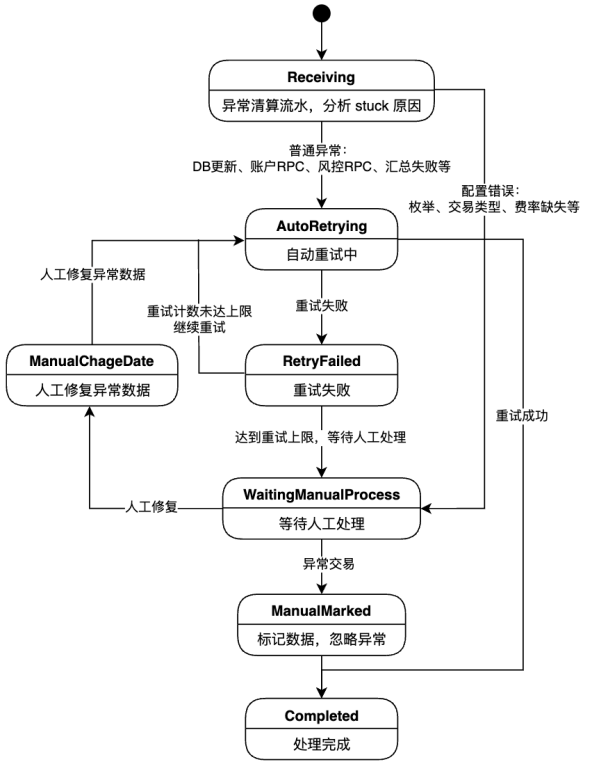 Receiving
异常清算流水，分析 stuck 原因
普通异常：
DB更新、账户RPC、风控RPC、汇总失败等
配置错误：
枚举、交易类型、费率缺失等
AutoRetrying
自动重试中
人工修复异常数据
重试计数未达上限
继续重试
重试失败
ManualChageDate
人工修复异常数据
RetryFailed
重试失败
重试成功
达到重试上限，等待人工处理
WaitingManualProcess
等待人工处理
人工修复
异常交易
ManualMarked
标记数据，忽略异常
Completed
处理完成